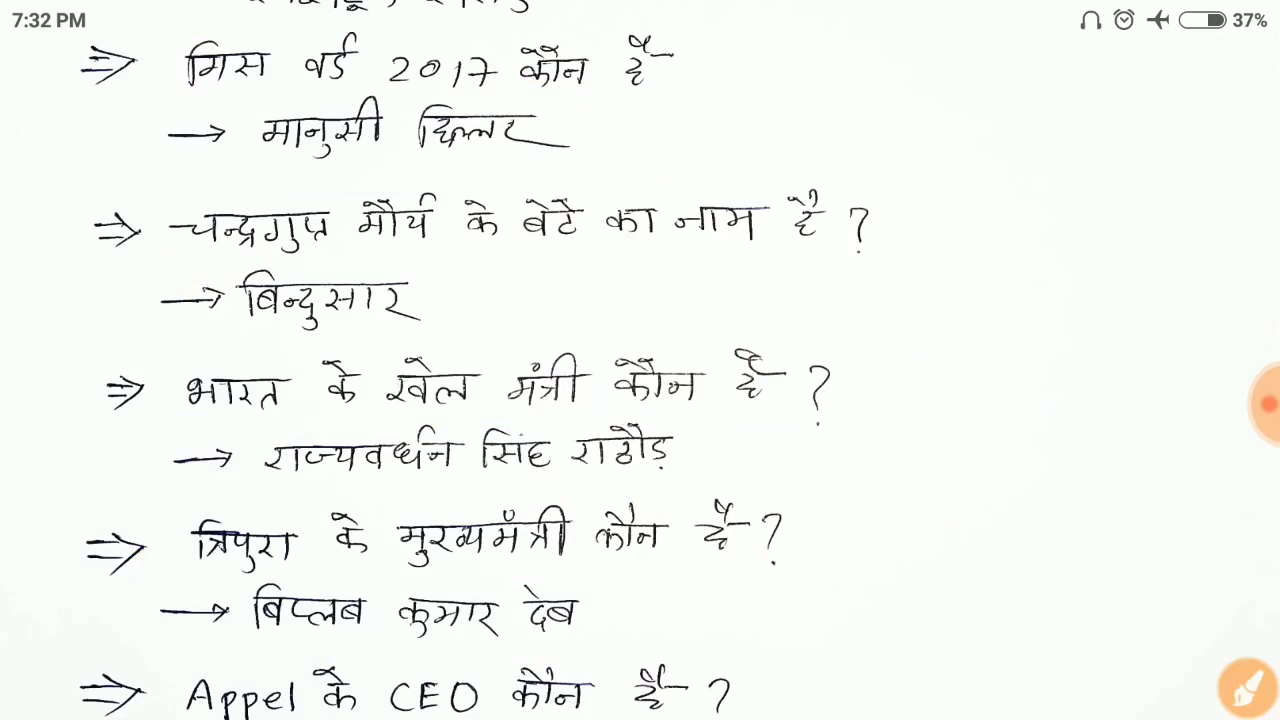 7:32 PM 37%
⇒ मिस वर्ड 2017 कौन है
→ मानुसी छिल्लर
⇒ चन्द्रगुप्त मौर्य के बेटे का नाम है ?
→ बिन्दुसार
⇒ भारत के खेल मंत्री कौन है ?
→ राज्यवर्धन सिंह राठौड़
⇒ त्रिपुरा के मुख्यमंत्री कौन है ?
→ बिप्लब कुमार देब
⇒ Appel के CEO कौन है ?